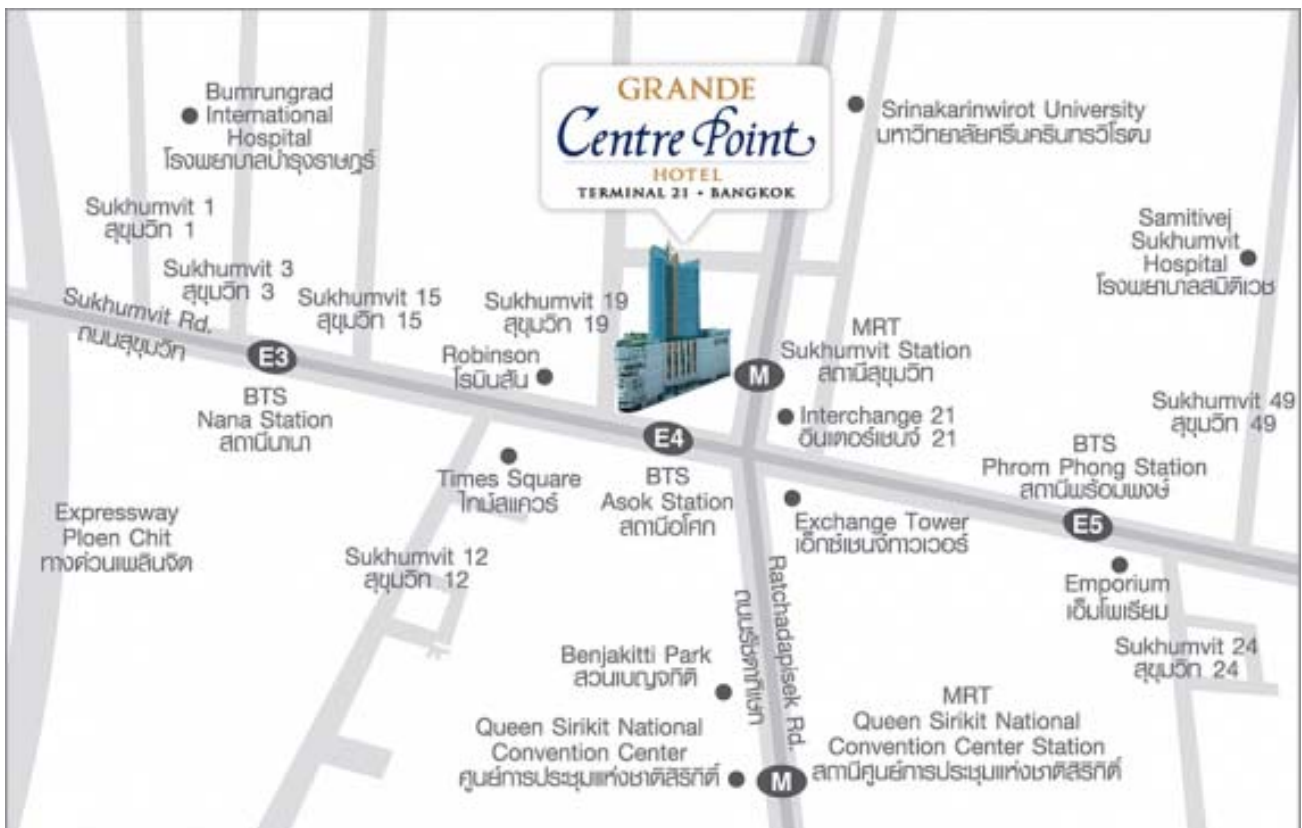 GRANDE
Centre Point
HOTEL
TERMINAL 21 • BANGKOK
Bumrungrad
International
Hospital
โรงพยาบาลบำรุงราษฎร์
Srinakarinwirot University
มหาวิทยาลัยศรีนครินทรวิโรฒ
Sukhumvit 1
สุขุมวิท 1
Samitivej
Sukhumvit
Hospital
โรงพยาบาลสมิติเวช
Sukhumvit 3
สุขุมวิท 3
Sukhumvit 15
สุขุมวิท 15
Sukhumvit 19
สุขุมวิท 19
Sukhumvit Rd.
ถนนสุขุมวิท
MRT
Sukhumvit Station
สถานีสุขุมวิท
M
E3
BTS
Nana Station
สถานีนานา
Robinson
โรบินสัน
Interchange 21
อินเตอร์เชนจ์ 21
Sukhumvit 49
สุขุมวิท 49
E4
BTS
Asok Station
สถานีอโศก
Times Square
ไทม์สแควร์
BTS
Phrom Phong Station
สถานีพร้อมพงษ์
E5
Expressway
Ploen Chit
ทางด่วนเพลินจิต
Exchange Tower
เอ็กซ์เชนจ์ทาวเวอร์
Sukhumvit 12
สุขุมวิท 12
Emporium
เอ็มโพเรียม
Ratchadapisek Rd.
ถนนรัชดาภิเษก
Sukhumvit 24
สุขุมวิท 24
Benjakitti Park
สวนเบญจกิติ
Queen Sirikit National
Convention Center
ศูนย์การประชุมแห่งชาติสิริกิติ์
M
MRT
Queen Sirikit National
Convention Center Station
สถานีศูนย์การประชุมแห่งชาติสิริกิติ์